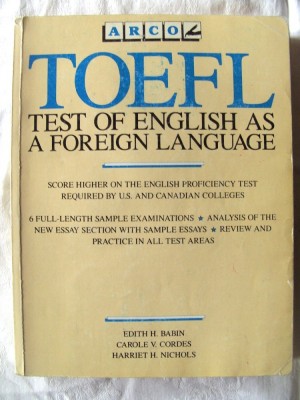 ARCO
TOEFL
TEST OF ENGLISH AS
A FOREIGN LANGUAGE
SCORE HIGHER ON THE ENGLISH PROFICIENCY TEST
REQUIRED BY U.S. AND CANADIAN COLLEGES
6 FULL-LENGTH SAMPLE EXAMINATIONS ★ ANALYSIS OF THE
NEW ESSAY SECTION WITH SAMPLE ESSAYS ★ REVIEW AND
PRACTICE IN ALL TEST AREAS
EDITH H. BABIN
CAROLE V. CORDES
HARRIET H. NICHOLS